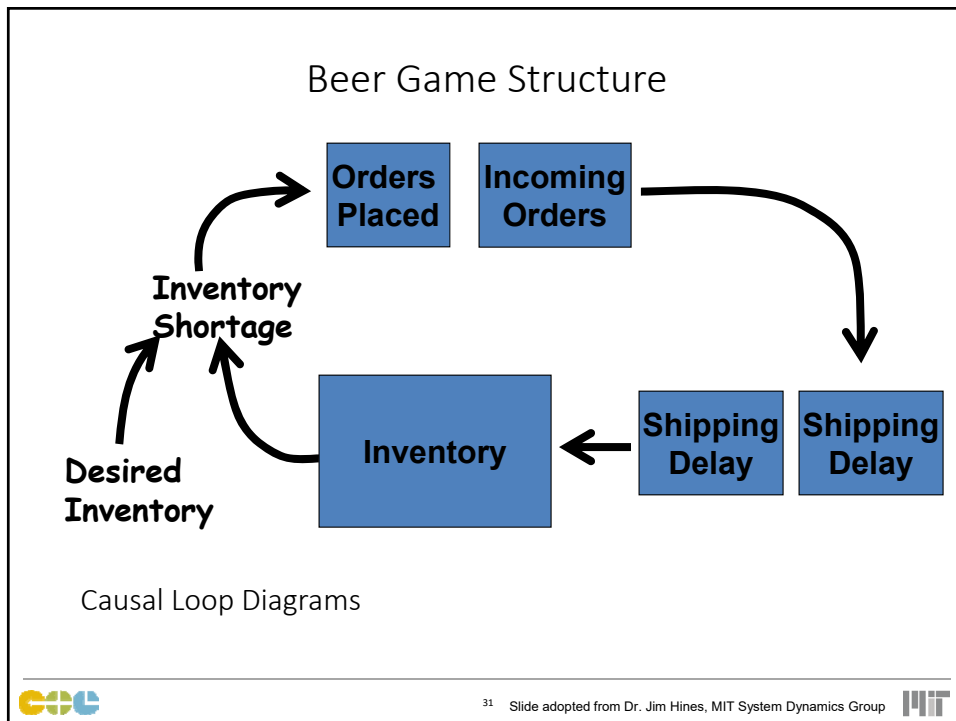 Beer Game Structure
Orders
Placed
Incoming
Orders
Inventory
Shortage
Inventory
Shipping
Delay
Shipping
Delay
Desired
Inventory
Causal Loop Diagrams
31 Slide adopted from Dr. Jim Hines, MIT System Dynamics Group